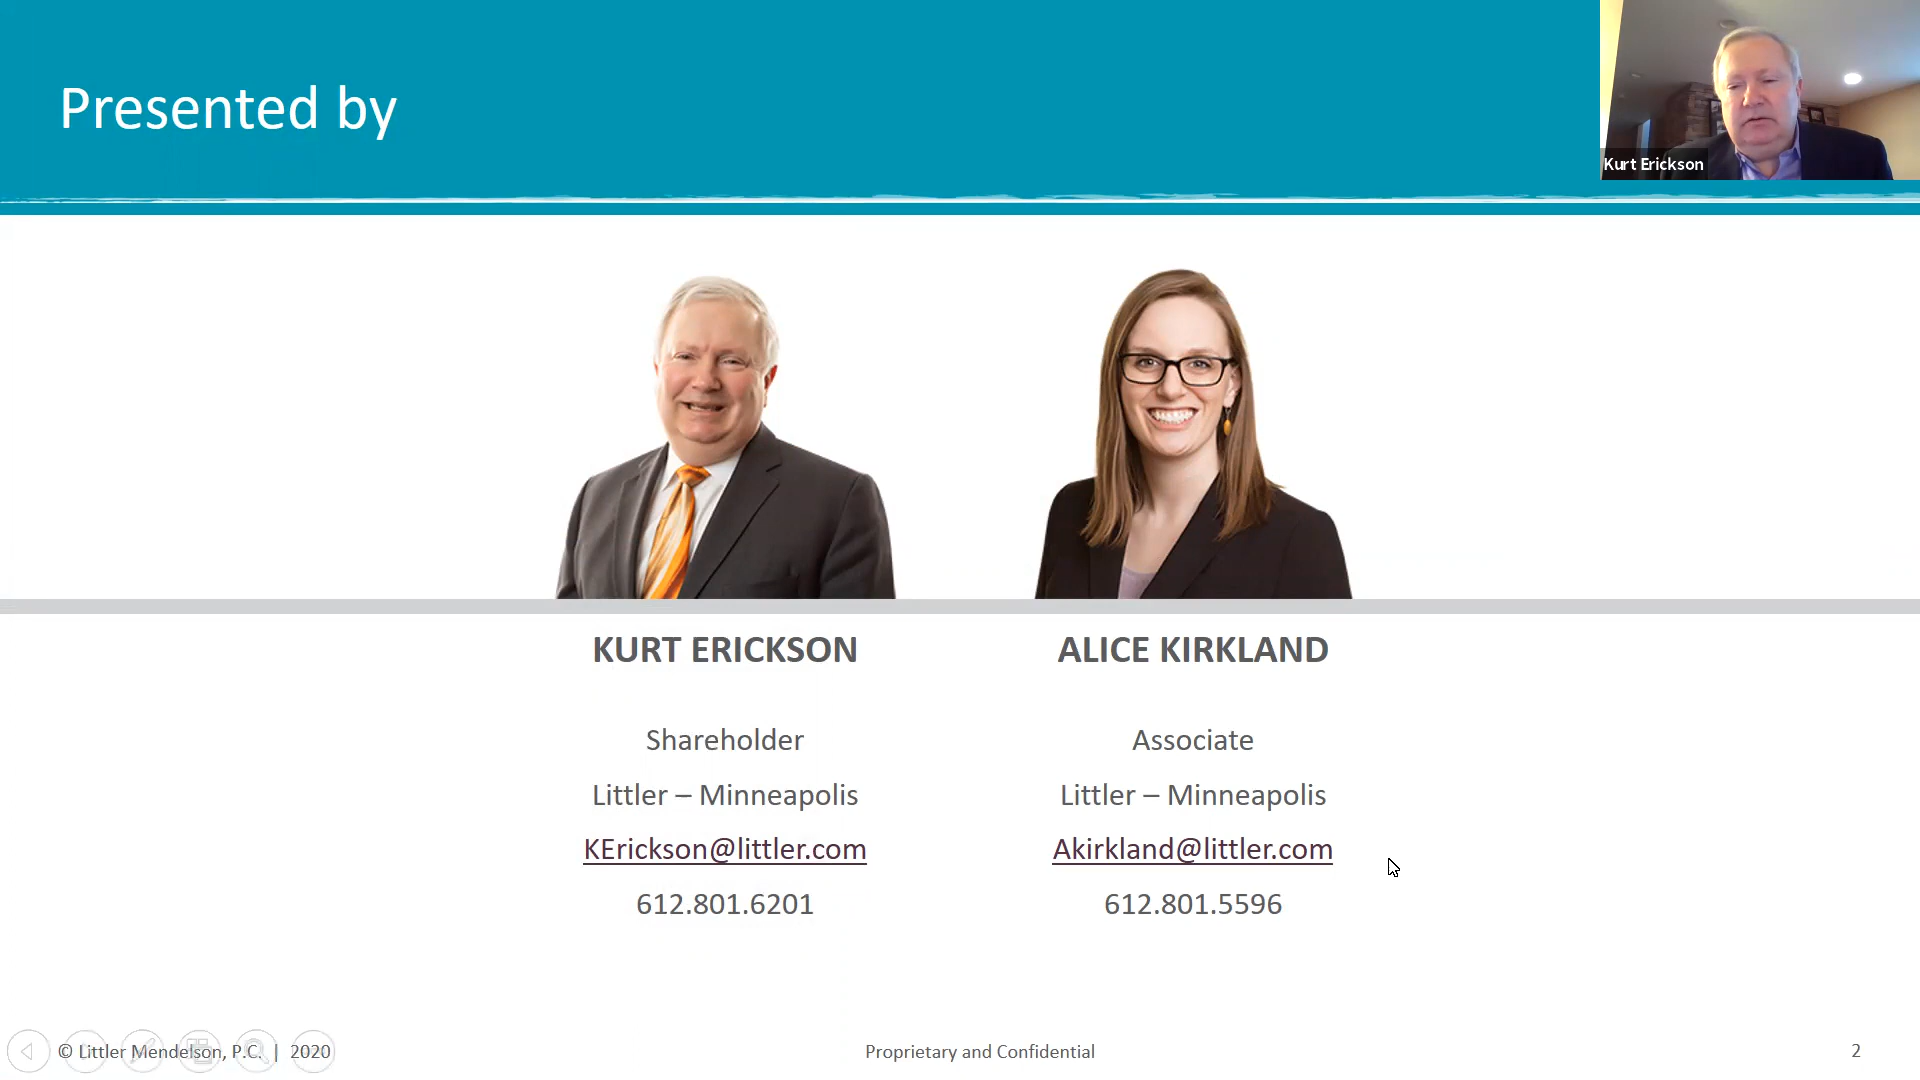 Presented by
Kurt Erickson
KURT ERICKSON
Shareholder
Littler – Minneapolis
KErickson@littler.com
612.801.6201
ALICE KIRKLAND
Associate
Littler – Minneapolis
Akirkland@littler.com
612.801.5596
© Littler Mendelson, P.C. | 2020
Proprietary and Confidential
2